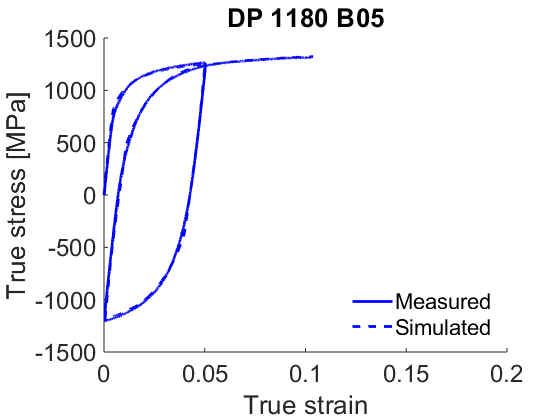 DP 1180 B05
True stress [MPa]
1500
1000
500
0
-500
-1000
-1500
Measured
Simulated
0 0.05 0.1 0.15 0.2
True strain